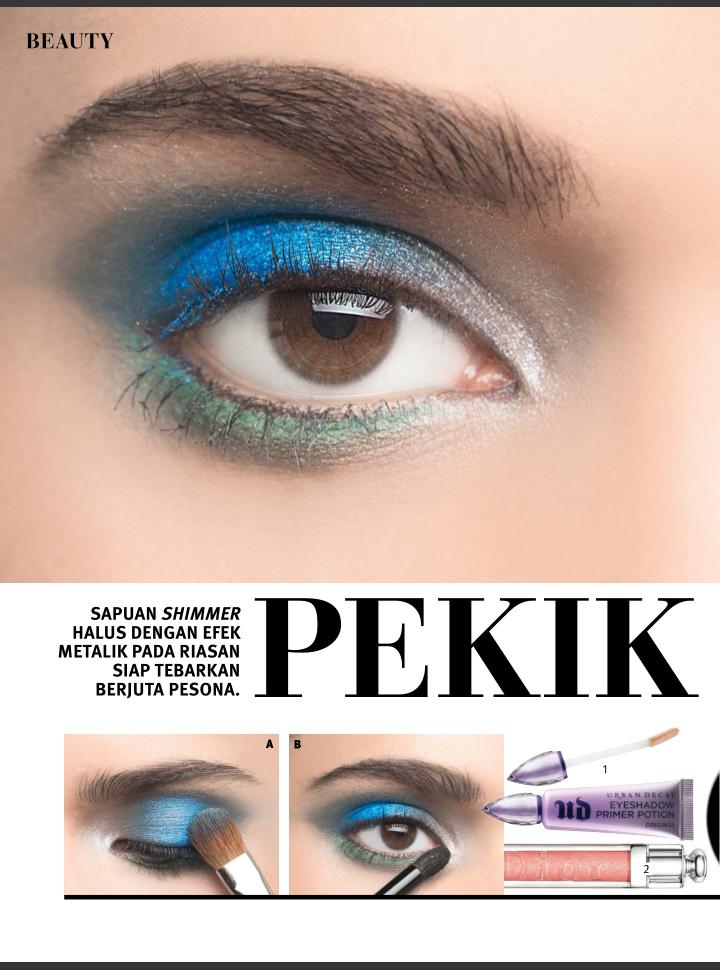 BEAUTY
SAPUAN SHIMMER
HALUS DENGAN EFEK
METALIK PADA RIASAN
SIAP TEBARKAN
BERJUTA PESONA.
PEKIK
A
B
1
URBAN DECAY
ud
EYESHADOW
PRIMER POTION
ORIGINAL
Dior
2